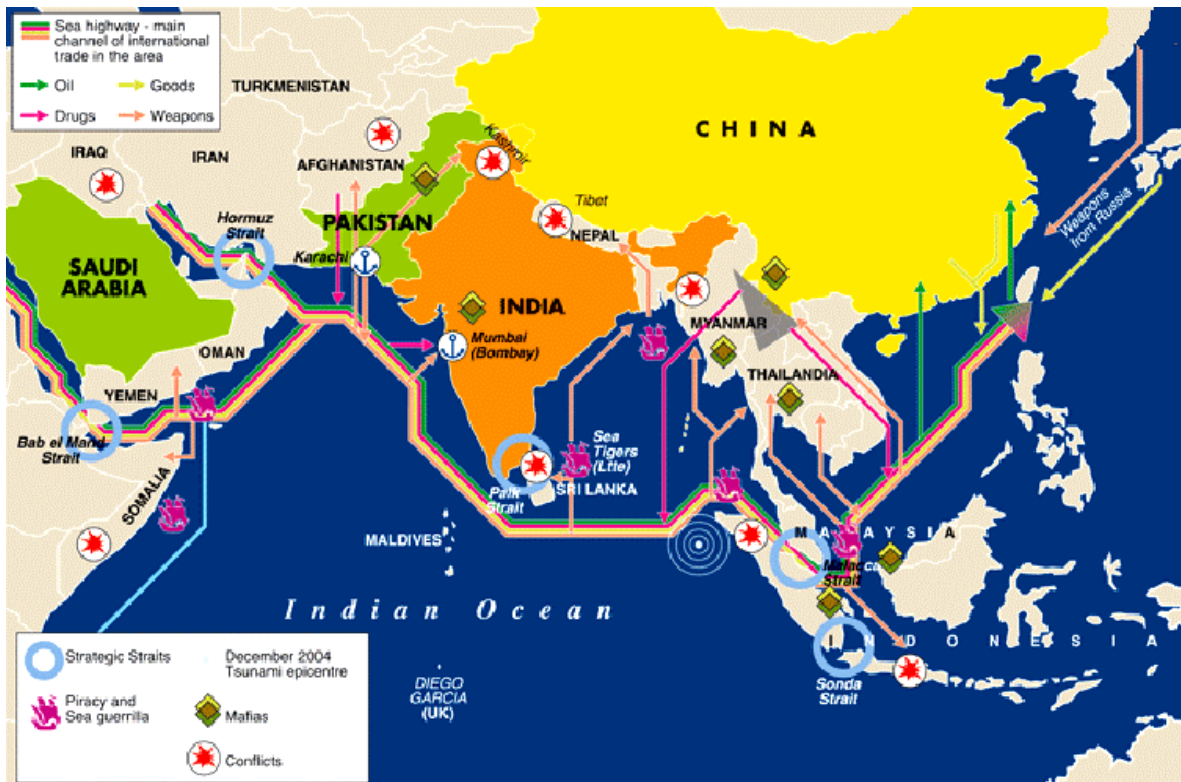 Sea highway - main
channel of international
trade in the area
Oil
Goods
Drugs
Weapons
TURKMENISTAN
CHINA
IRAQ
IRAN
AFGHANISTAN
Kashmir
Tibet
Hormuz
Strait
PAKISTAN
NEPAL
Karachi
Weapons
from Russia
SAUDI
ARABIA
INDIA
MYANMAR
OMAN
Mumbai
(Bombay)
THAILANDIA
YEMEN
Bab el Mand
Strait
Sea
Tigers
(Ltte)
SOMALIA
Palk
Strait
SRI LANKA
MALDIVES
MALAYSIA
Malacca
Strait
Indian Ocean
INDONESIA
Sonda
Strait
DIEGO
GARCIA
(UK)
Strategic Straits
December 2004
Tsunami epicentre
Piracy and
Sea guerrilla
Mafias
Conflicts